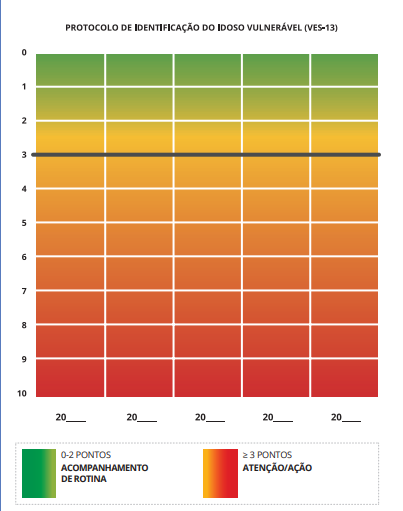 PROTOCOLO DE IDENTIFICAÇÃO DO IDOSO VULNERÁVEL (VES-13)
0
1
2
3
4
5
6
7
8
9
10
20____ 20____ 20____ 20____ 20____
0-2 PONTOS
ACOMPANHAMENTO
DE ROTINA
≥ 3 PONTOS
ATENÇÃO/AÇÃO